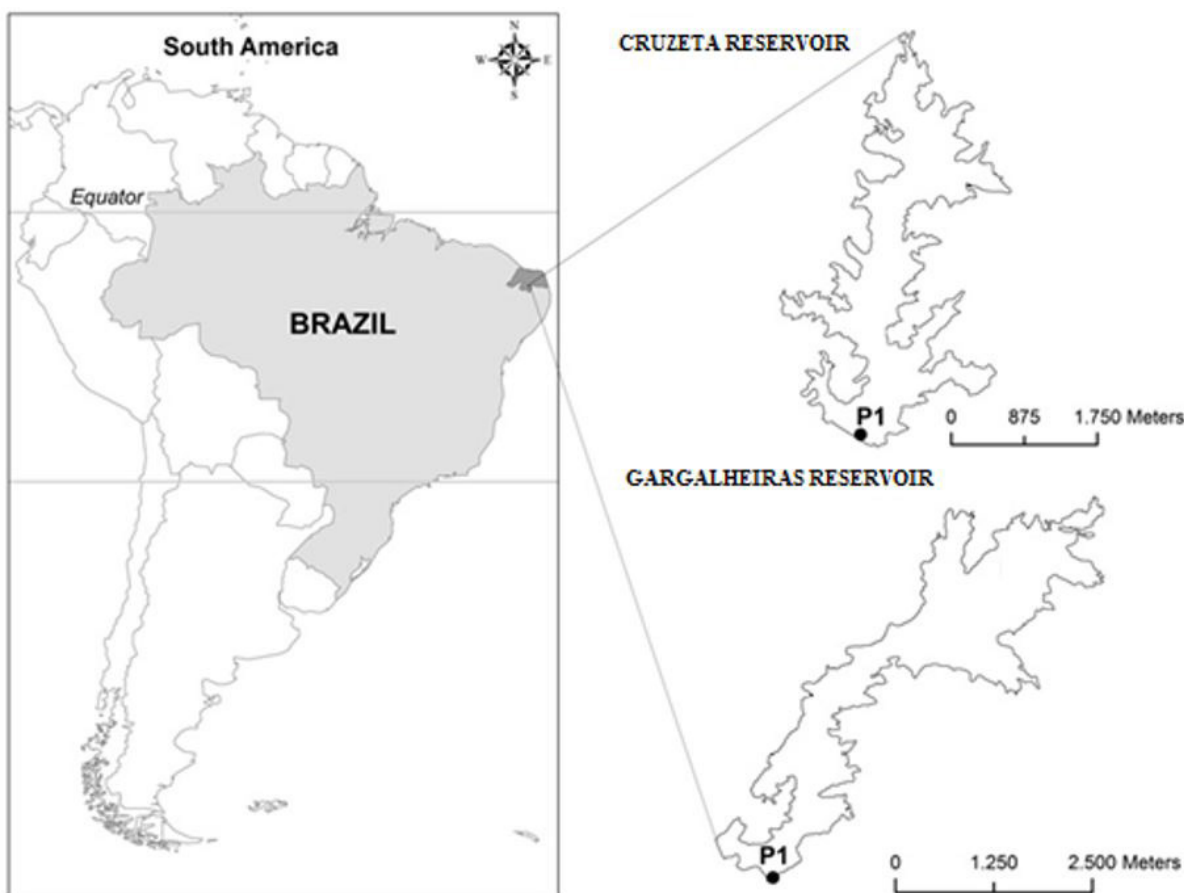 South America
N
W
E
S
Equator
BRAZIL
CRUZETA RESERVOIR
P1
0 875 1.750 Meters
GARGALHEIRAS RESERVOIR
P1
0 1.250 2.500 Meters